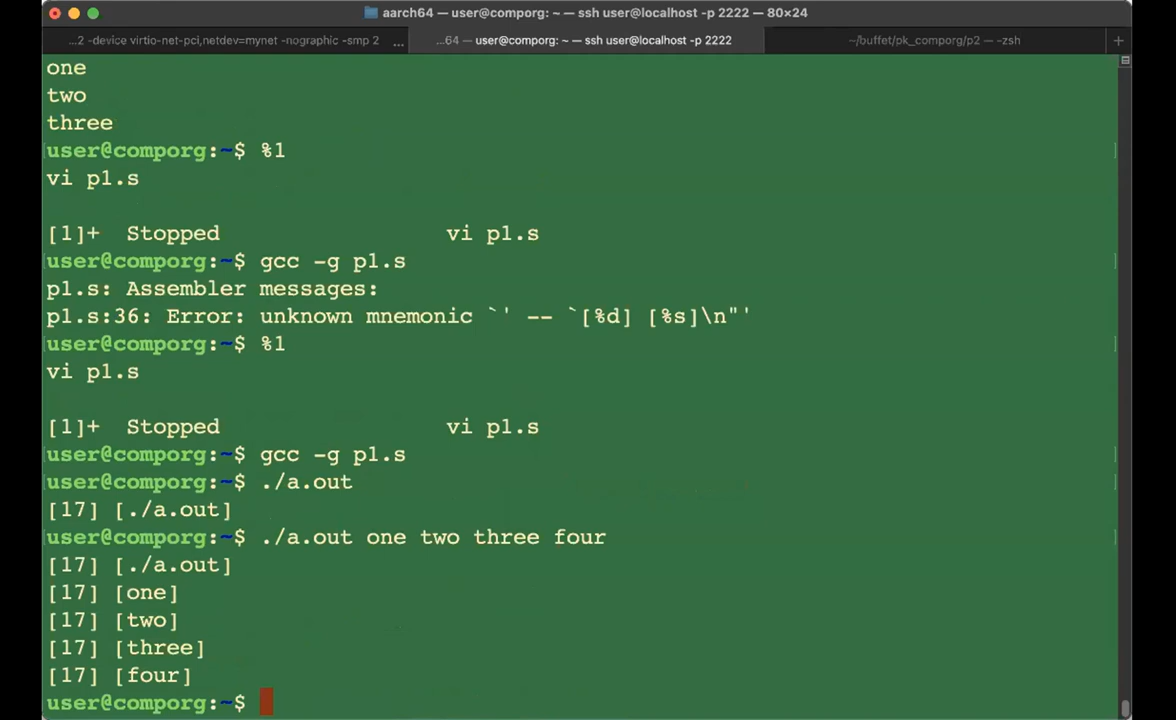 aarch64 — user@comporg: ~ — ssh user@localhost -p 2222 — 80×24
...2 -device virtio-net-pci,netdev=mynet -nographic -smp 2 ... ...64 — user@comporg: ~ — ssh user@localhost -p 2222 ~/buffet/pk_comporg/p2 — -zsh +
one
two
three
user@comporg:~$ %1
vi p1.s
[1]+  Stopped                 vi p1.s
user@comporg:~$ gcc -g p1.s
p1.s: Assembler messages:
p1.s:36: Error: unknown mnemonic `' -- `[%d] [%s]\n"'
user@comporg:~$ %1
vi p1.s
[1]+  Stopped                 vi p1.s
user@comporg:~$ gcc -g p1.s
user@comporg:~$ ./a.out
[17] [./a.out]
user@comporg:~$ ./a.out one two three four
[17] [./a.out]
[17] [one]
[17] [two]
[17] [three]
[17] [four]
user@comporg:~$